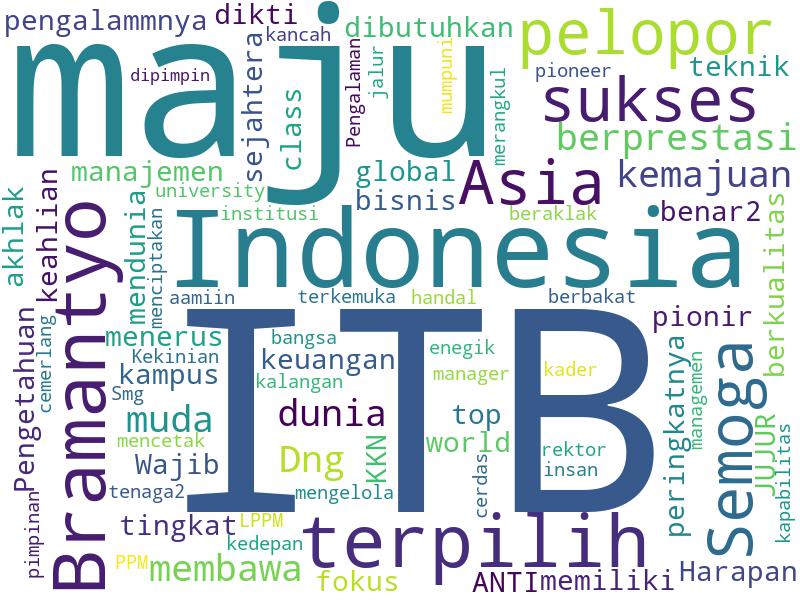 pengalammnya
dikti
kancah
dibutuhkan
pelopor
maju
dipimpin
sejahtera
class
Pengalaman
jalur
mumpuni
merangkul
pioneer
teknik
sukses
berprestasi
manajemen
university
institusi
global
bisnis
Asia
kemajuan
beraklak
benar2
akhlak
keahlian
Bramantyo
mendunia
menciptakan
Indonesia
berkualitas
aamiin
terkemuka
handal
berbakat
ITB
pionir
Pengetahuan
cemerlang
menerus
Kekinian
kampus
Smg
bangsa
keuangan
kalangan
enegik
manager
kader
muda
mencetak
dunia
top
world
Wajib
Dng
KKN
rektor
insan
peringkatnya
managemen
Semoga
JUJUR
kapabilitas
tenaga2
mengelola
cerdas
pimpinan
tingkat
LPPM
kedepan
terpilih
PPM
membawa
fokus
ANTI
memiliki
Harapan